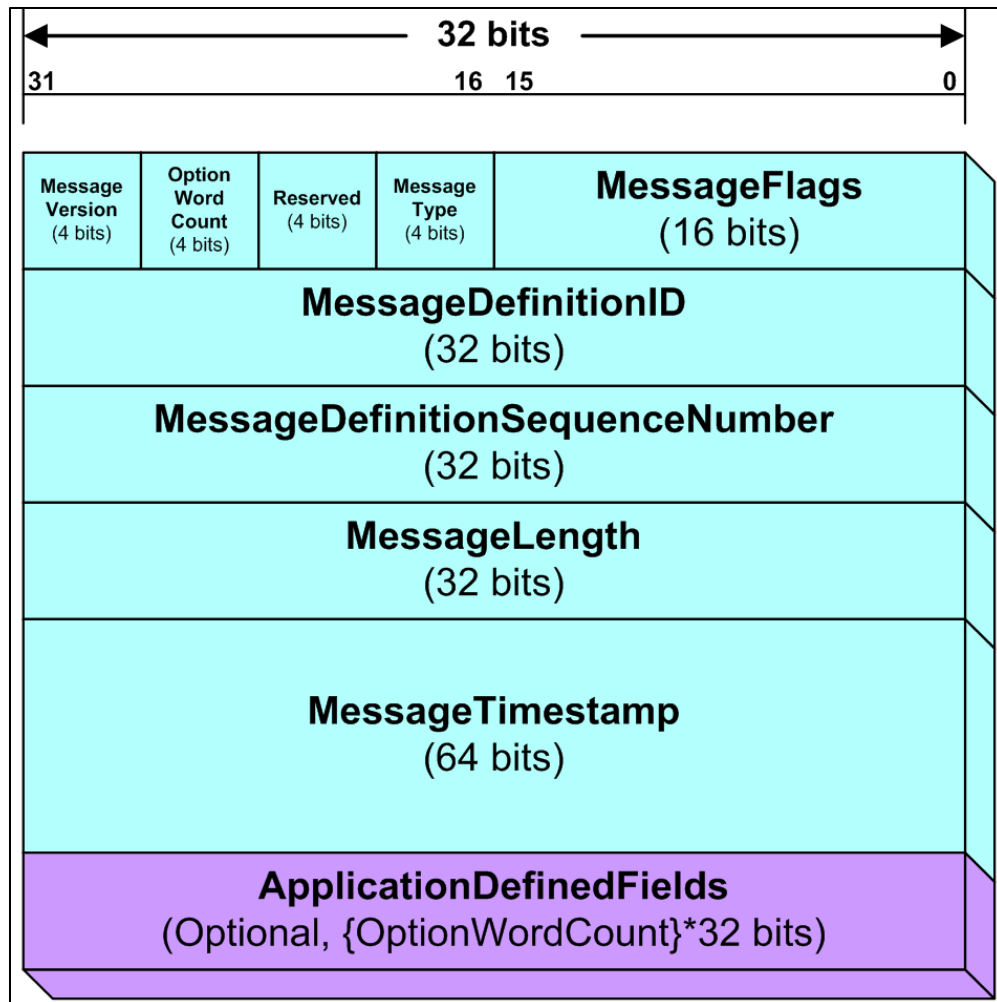 32 bits
31 16 15 0
Message Version (4 bits)
Option Word Count (4 bits)
Reserved (4 bits)
Message Type (4 bits)
MessageFlags
(16 bits)
MessageDefinitionID
(32 bits)
MessageDefinitionSequenceNumber
(32 bits)
MessageLength
(32 bits)
MessageTimestamp
(64 bits)
ApplicationDefinedFields
(Optional, {OptionWordCount}*32 bits)